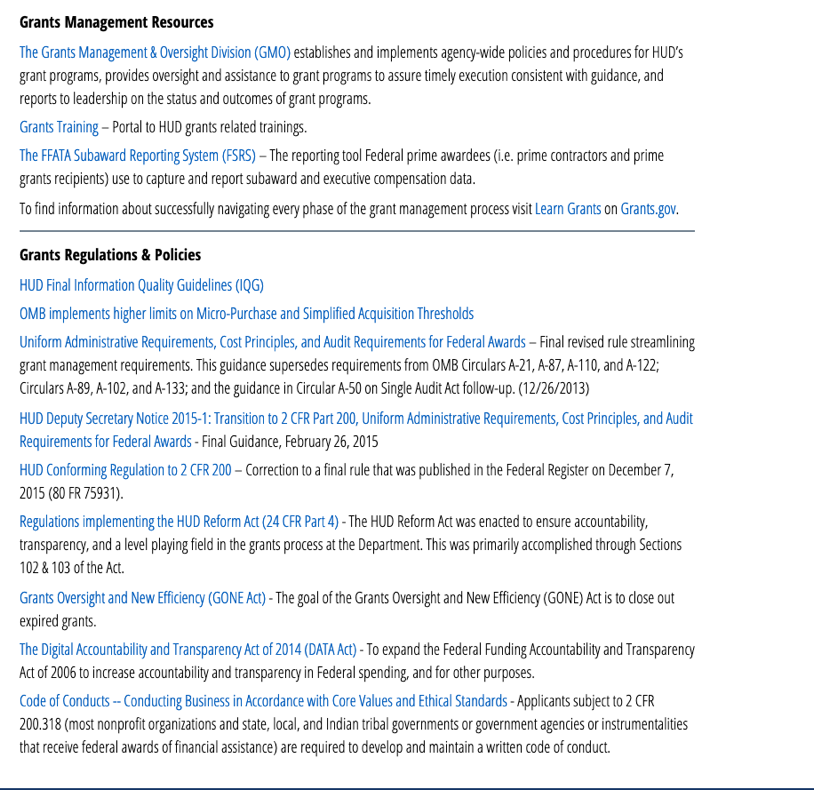 Grants Management Resources
The Grants Management & Oversight Division (GMO) establishes and implements agency-wide policies and procedures for HUD's
grant programs, provides oversight and assistance to grant programs to assure timely execution consistent with guidance, and
reports to leadership on the status and outcomes of grant programs.
Grants Training – Portal to HUD grants related trainings.
The FFATA Subaward Reporting System (FSRS) – The reporting tool Federal prime awardees (i.e. prime contractors and prime
grants recipients) use to capture and report subaward and executive compensation data.
To find information about successfully navigating every phase of the grant management process visit Learn Grants on Grants.gov.
Grants Regulations & Policies
HUD Final Information Quality Guidelines (IQG)
OMB implements higher limits on Micro-Purchase and Simplified Acquisition Thresholds
Uniform Administrative Requirements, Cost Principles, and Audit Requirements for Federal Awards – Final revised rule streamlining
grant management requirements. This guidance supersedes requirements from OMB Circulars A-21, A-87, A-110, and A-122;
Circulars A-89, A-102, and A-133; and the guidance in Circular A-50 on Single Audit Act follow-up. (12/26/2013)
HUD Deputy Secretary Notice 2015-1: Transition to 2 CFR Part 200, Uniform Administrative Requirements, Cost Principles, and Audit
Requirements for Federal Awards - Final Guidance, February 26, 2015
HUD Conforming Regulation to 2 CFR 200 – Correction to a final rule that was published in the Federal Register on December 7,
2015 (80 FR 75931).
Regulations implementing the HUD Reform Act (24 CFR Part 4) - The HUD Reform Act was enacted to ensure accountability,
transparency, and a level playing field in the grants process at the Department. This was primarily accomplished through Sections
102 & 103 of the Act.
Grants Oversight and New Efficiency (GONE Act) - The goal of the Grants Oversight and New Efficiency (GONE) Act is to close out
expired grants.
The Digital Accountability and Transparency Act of 2014 (DATA Act) - To expand the Federal Funding Accountability and Transparency
Act of 2006 to increase accountability and transparency in Federal spending, and for other purposes.
Code of Conducts -- Conducting Business in Accordance with Core Values and Ethical Standards - Applicants subject to 2 CFR
200.318 (most nonprofit organizations and state, local, and Indian tribal governments or government agencies or instrumentalities
that receive federal awards of financial assistance) are required to develop and maintain a written code of conduct.